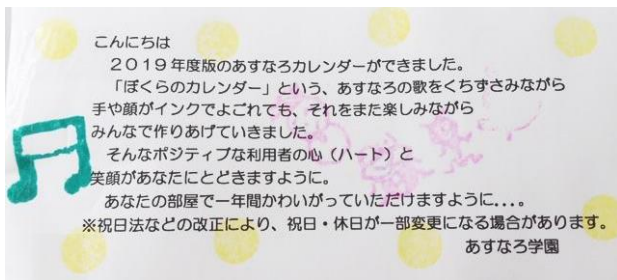 こんにちは
２０１９年度版のあすなろカレンダーができました。
「ぼくらのカレンダー」という、あすなろの歌をくちずさみながら
手や顔がインクでよごれても、それをまた楽しみながら
みんなで作りあげていきました。
そんなポジティブな利用者の心（ハート）と
笑顔があなたにとどきますように。
あなたの部屋で一年間かわいがっていただけますように...。
※祝日法などの改正により、祝日・休日が一部変更になる場合があります。
あすなろ学園